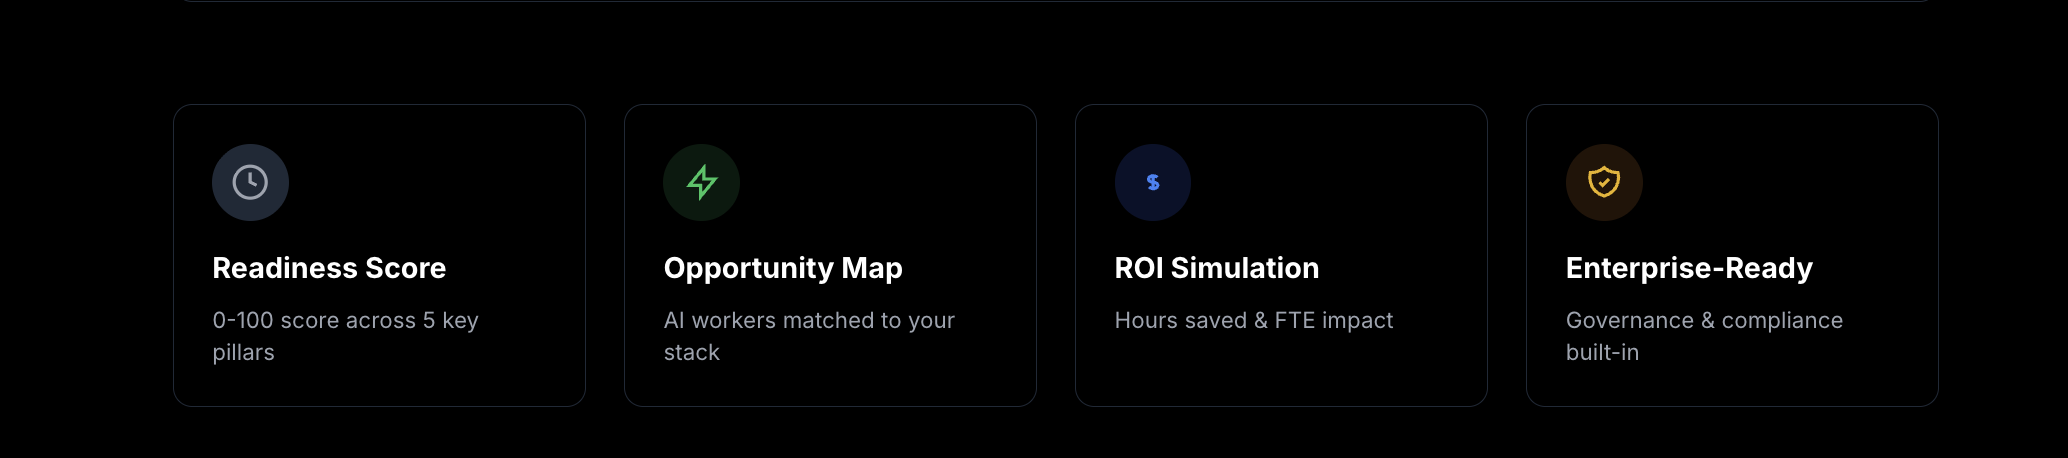 Readiness Score
0-100 score across 5 key
pillars
Opportunity Map
AI workers matched to your
stack
$
ROI Simulation
Hours saved & FTE impact
Enterprise-Ready
Governance & compliance
built-in